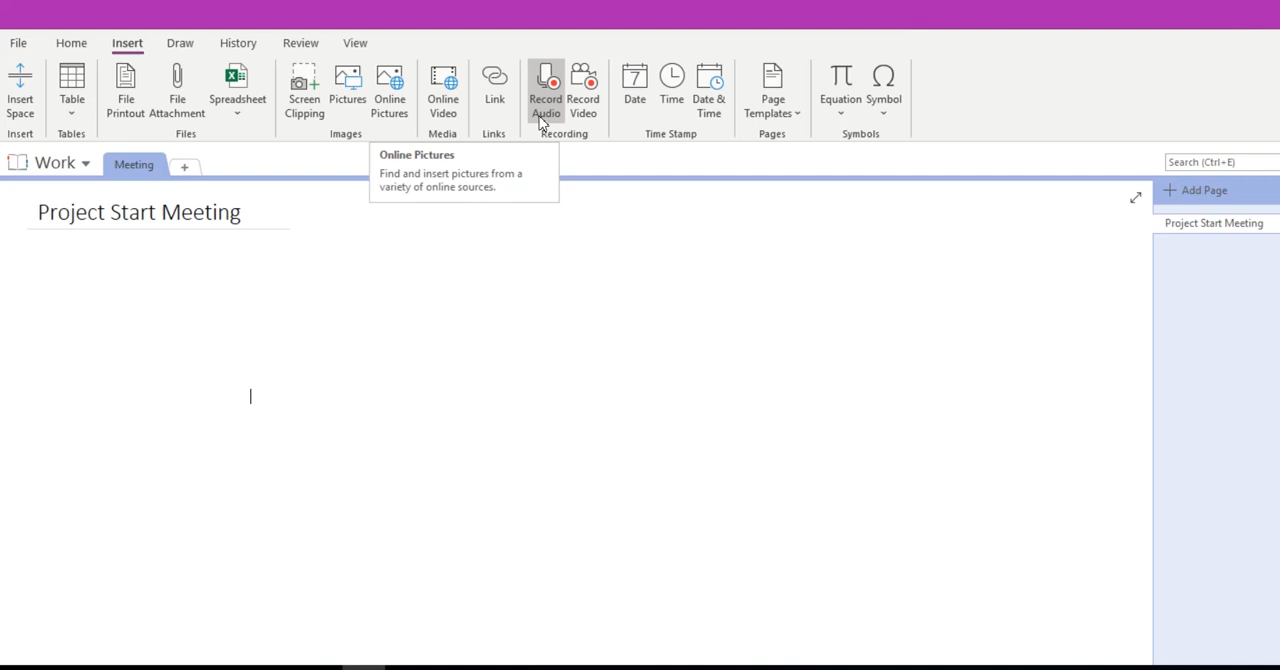 File Home Insert Draw History Review View
Insert Space
Table
File Printout
File Attachment
Spreadsheet
Screen Clipping
Pictures
Online Pictures
Online Video
Link
Record Audio
Record Video
7
Date
Time
Date & Time
Page Templates
π
Equation
Ω
Symbol
Insert Tables Files Images Media Links Recording Time Stamp Pages Symbols
Online Pictures
Find and insert pictures from a
variety of online sources.
Work Meeting +
Search (Ctrl+E)
Add Page
Project Start Meeting
Project Start Meeting